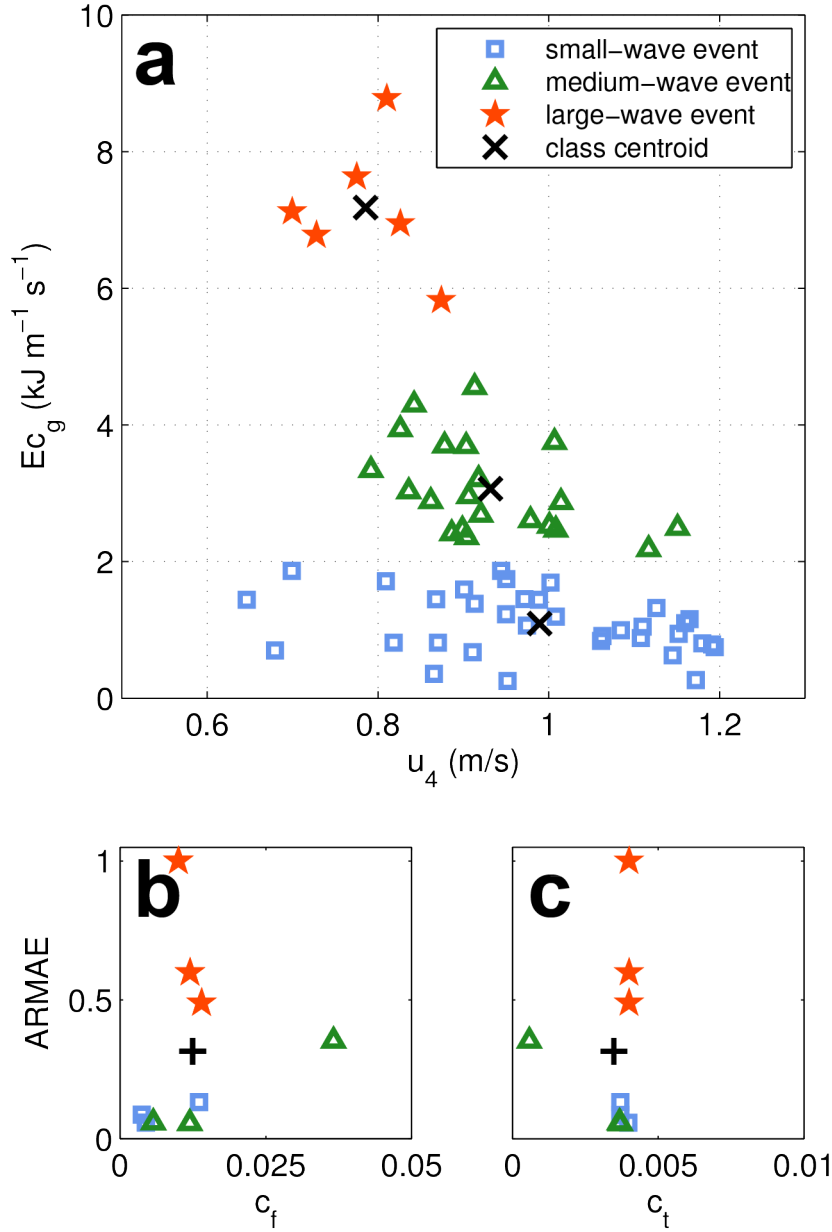 a
small−wave event
medium−wave event
large−wave event
class centroid
10
8
6
4
2
0
Ec_g (kJ m⁻¹ s⁻¹)
0.6 0.8 1 1.2
u_4 (m/s)
b
c
1
0.5
0
ARMAE
0 0.025 0.05
c_f
0 0.005 0.01
c_t